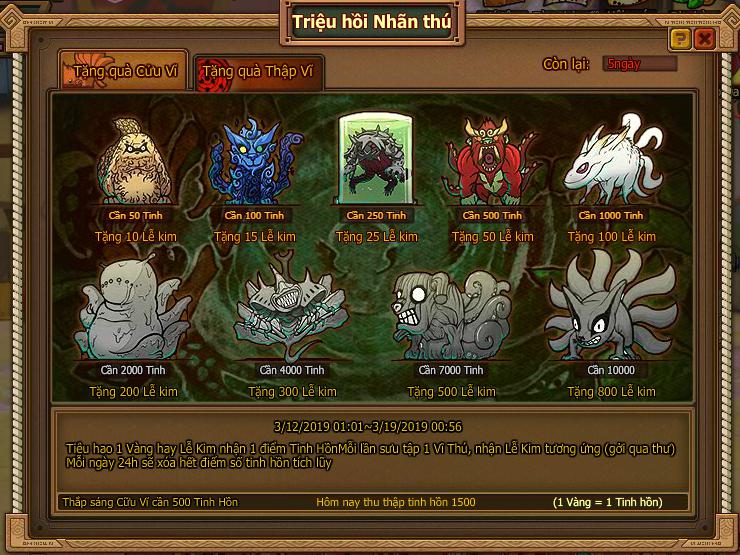 Triệu hồi Nhẫn thú
Tặng quà Cửu Vĩ
Tặng quà Thập Vĩ
Còn lại:
5ngày
Cần 50 Tinh
Cần 100 Tinh
Cần 250 Tinh
Cần 500 Tinh
Cần 1000 Tinh
Tặng 10 Lễ kim
Tặng 15 Lễ kim
Tặng 25 Lễ kim
Tặng 50 Lễ kim
Tặng 100 Lễ kim
Cần 2000 Tinh
Cần 4000 Tinh
Cần 7000 Tinh
Cần 10000
Tặng 200 Lễ kim
Tặng 300 Lễ kim
Tặng 500 Lễ kim
Tặng 800 Lễ kim
3/12/2019 01:01~3/19/2019 00:56
Tiêu hao 1 Vàng hay Lễ Kim nhận 1 điểm Tinh HồnMỗi lần sưu tập 1 Vĩ Thú, nhận Lễ Kim tương ứng (gởi qua thư)
Mỗi ngày 24h sẽ xóa hết điểm số tinh hồn tích lũy
Thắp sáng Cửu Vĩ cần 500 Tinh Hồn
Hôm nay thu thập tinh hồn 1500
(1 Vàng = 1 Tinh hồn)